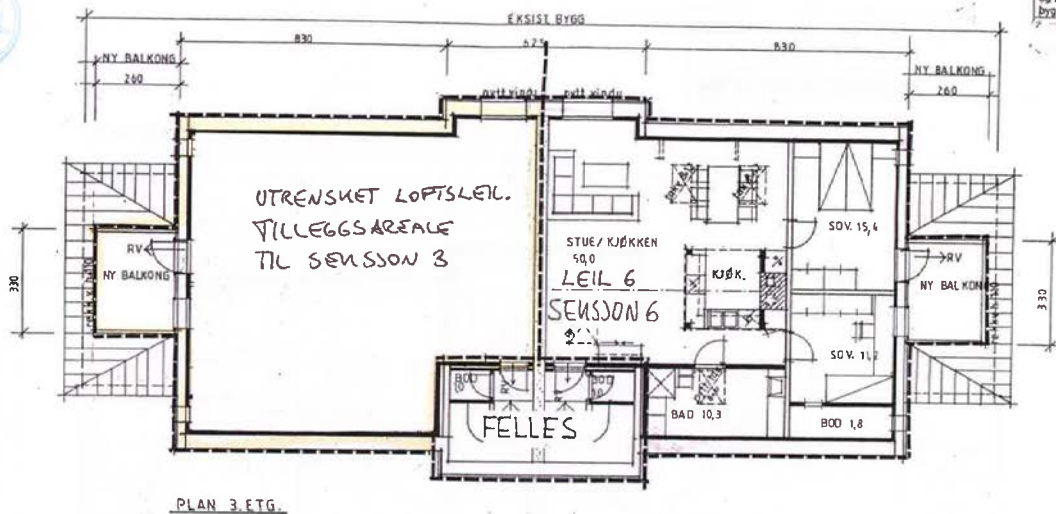 EKSIST. BYGG
830
625
830
NY BALKONG
260
NY BALKONG
260
nytt vindu
nytt vindu
UTRENSKET LOFTSLEIL.
TILLEGGSAREALE
TIL SEKSJON 3
STUE/ KJØKKEN
50,0
LEIL 6
SEKSJON 6
KJØK.
SOV. 15,4
RV
NY BALKONG
330
RV
NY BALKONG
330
SOV. 11,2
BOD
RV
RV
BOD
FELLES
BAD 10,3
BOD 1,8
PLAN 3.ETG.